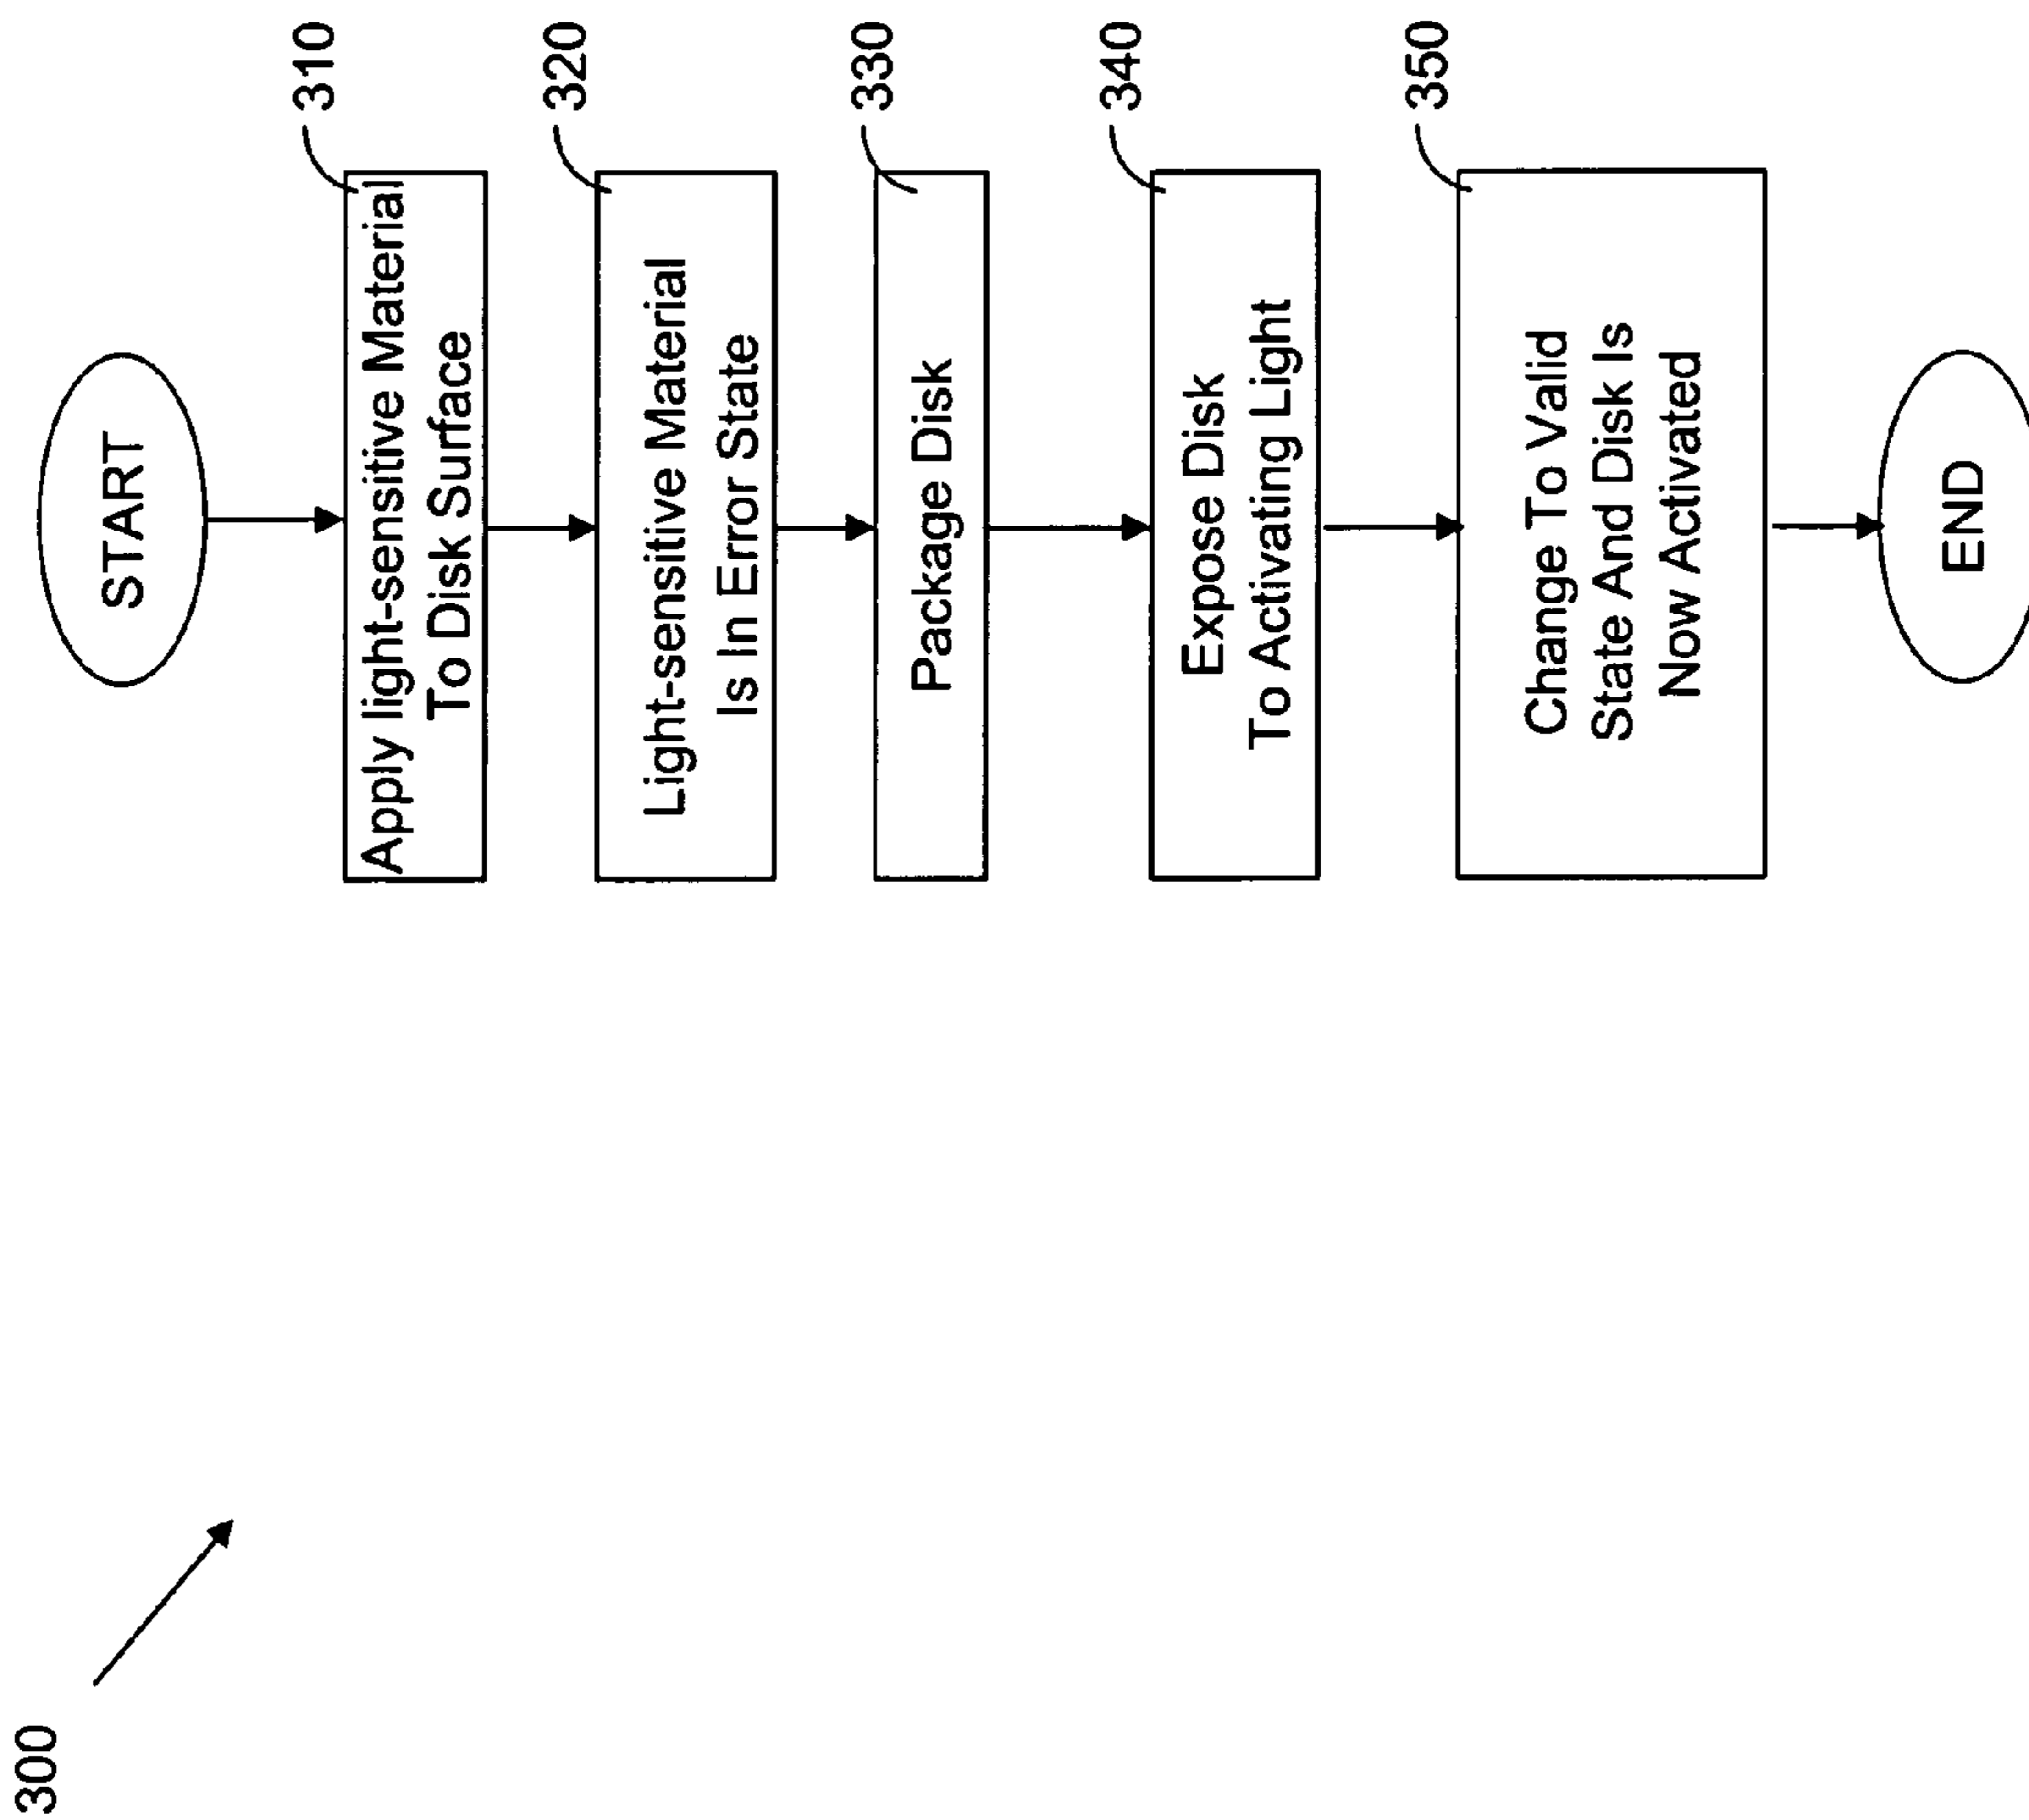 300
START
310
Apply light-sensitive Material
To Disk Surface
320
Light-sensitive Material
Is In Error State
330
Package Disk
340
Expose Disk
To Activating Light
350
Change To Valid
State And Disk Is
Now Activated
END